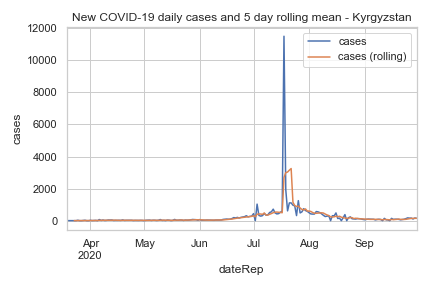 New COVID-19 daily cases and 5 day rolling mean - Kyrgyzstan
12000
10000
8000
6000
4000
2000
0
cases
cases
cases (rolling)
Apr
2020
May
Jun
Jul
Aug
Sep
dateRep